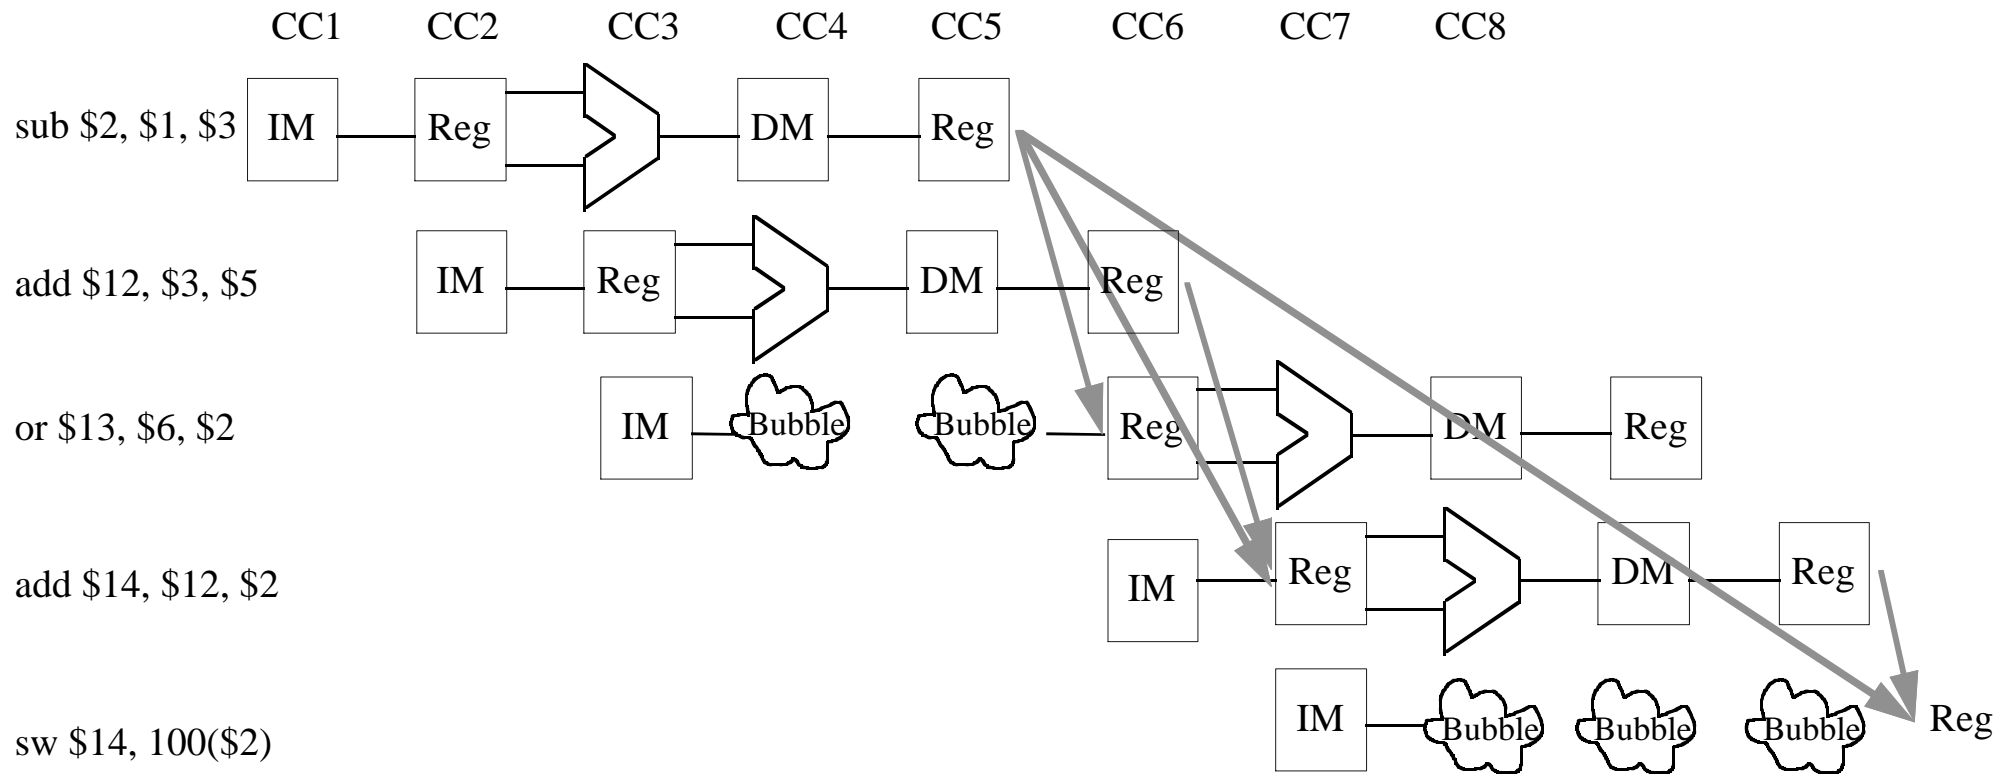 CC1 CC2 CC3 CC4 CC5 CC6 CC7 CC8
sub $2, $1, $3 IM Reg DM Reg
add $12, $3, $5 IM Reg DM Reg
or $13, $6, $2 IM Bubble Bubble Reg DM Reg
add $14, $12, $2 IM Reg DM Reg
sw $14, 100($2) IM Bubble Bubble Bubble Reg